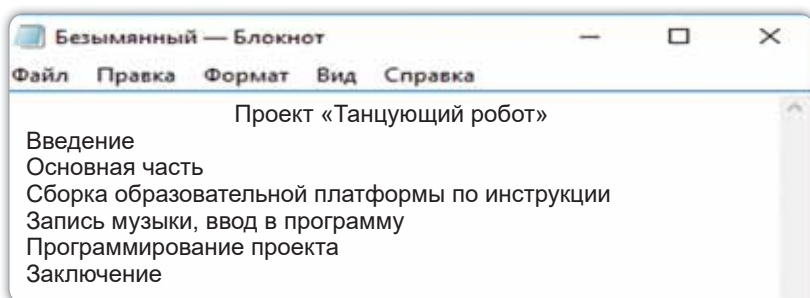 Безымянный — Блокнот
Файл Правка Формат Вид Справка
Проект «Танцующий робот»
Введение
Основная часть
Сборка образовательной платформы по инструкции
Запись музыки, ввод в программу
Программирование проекта
Заключение